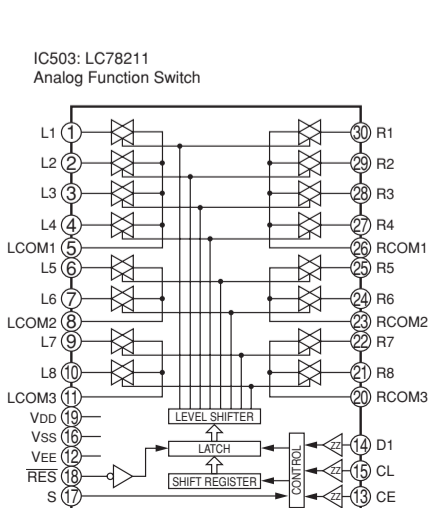 IC503: LC78211
Analog Function Switch
L1 1 30 R1
L2 2 29 R2
L3 3 28 R3
L4 4 27 R4
LCOM1 5 26 RCOM1
L5 6 25 R5
L6 7 24 R6
LCOM2 8 23 RCOM2
L7 9 22 R7
L8 10 21 R8
LCOM3 11 20 RCOM3
VDD 19 LEVEL SHIFTER
VSS 16 LATCH 14 D1
VEE 12 CONTROL
RES 18 SHIFT REGISTER 15 CL
S 17 13 CE